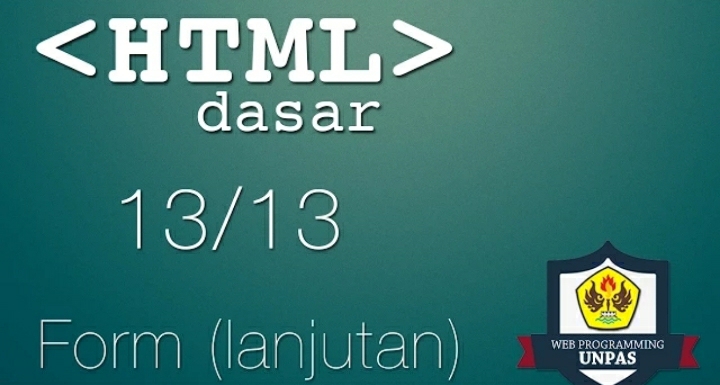 <HTML>
dasar
13/13
Form (lanjutan)
WEB PROGRAMMING
UNPAS